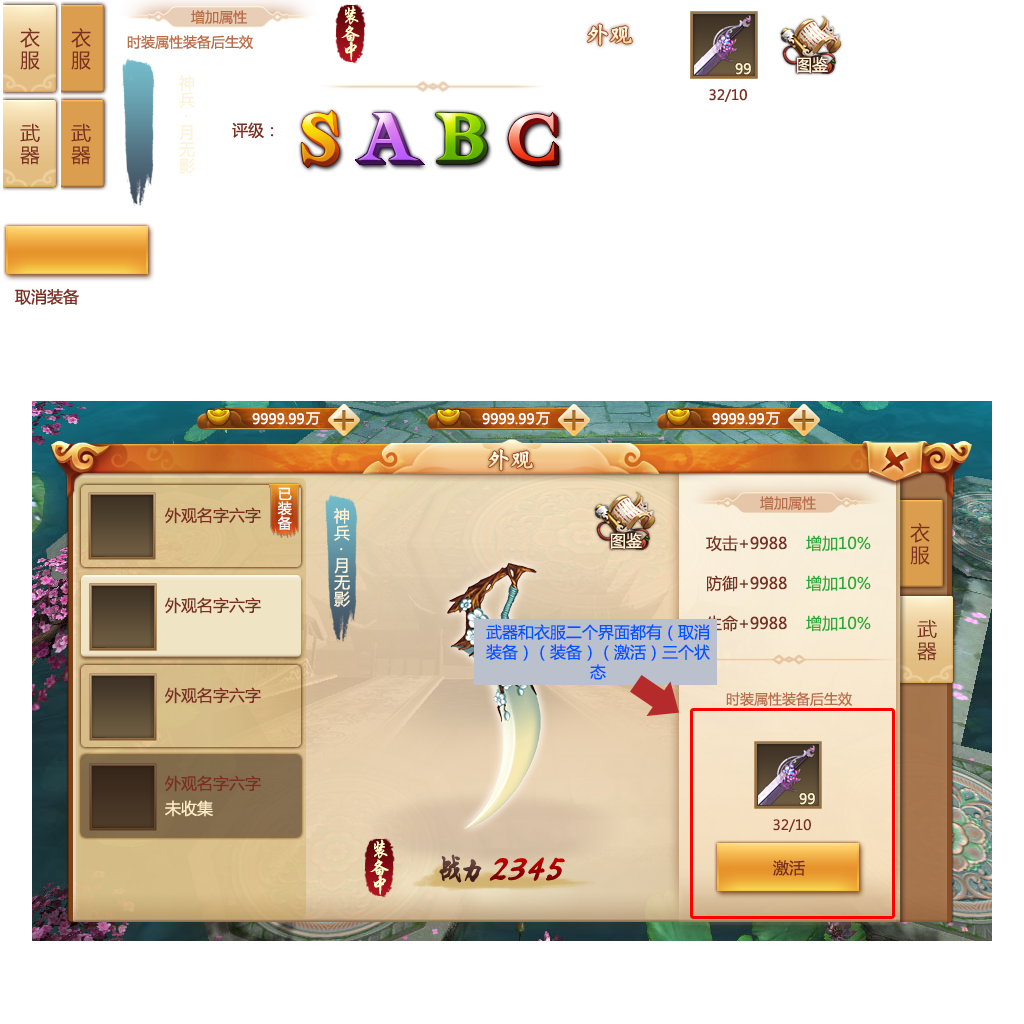 衣服
衣服
增加属性
时装属性装备后生效
装备中
外观
99
图鉴
32/10
武器
武器
神兵·月无影
评级：
S A B C
取消装备
9999.99万
9999.99万
9999.99万
外观
外观名字六字
已装备
神兵·月无影
图鉴
增加属性
衣服
攻击+9988 增加10%
防御+9988 增加10%
外观名字六字
生命+9988 增加10%
武器
武器和衣服二个界面都有（取消
装备）（装备）（激活）三个状
态
外观名字六字
时装属性装备后生效
外观名字六字
未收集
99
32/10
装备中
战力 2345
激活